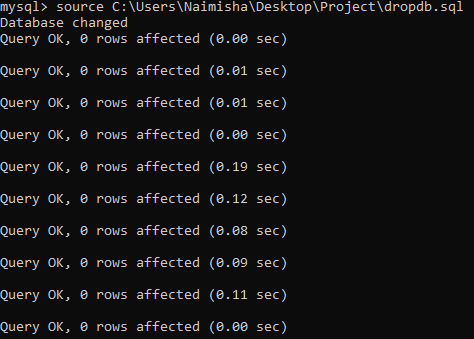 mysql> source C:\Users\Naimisha\Desktop\Project\dropdb.sql
Database changed
Query OK, 0 rows affected (0.00 sec)
Query OK, 0 rows affected (0.01 sec)
Query OK, 0 rows affected (0.01 sec)
Query OK, 0 rows affected (0.00 sec)
Query OK, 0 rows affected (0.19 sec)
Query OK, 0 rows affected (0.12 sec)
Query OK, 0 rows affected (0.08 sec)
Query OK, 0 rows affected (0.09 sec)
Query OK, 0 rows affected (0.11 sec)
Query OK, 0 rows affected (0.00 sec)